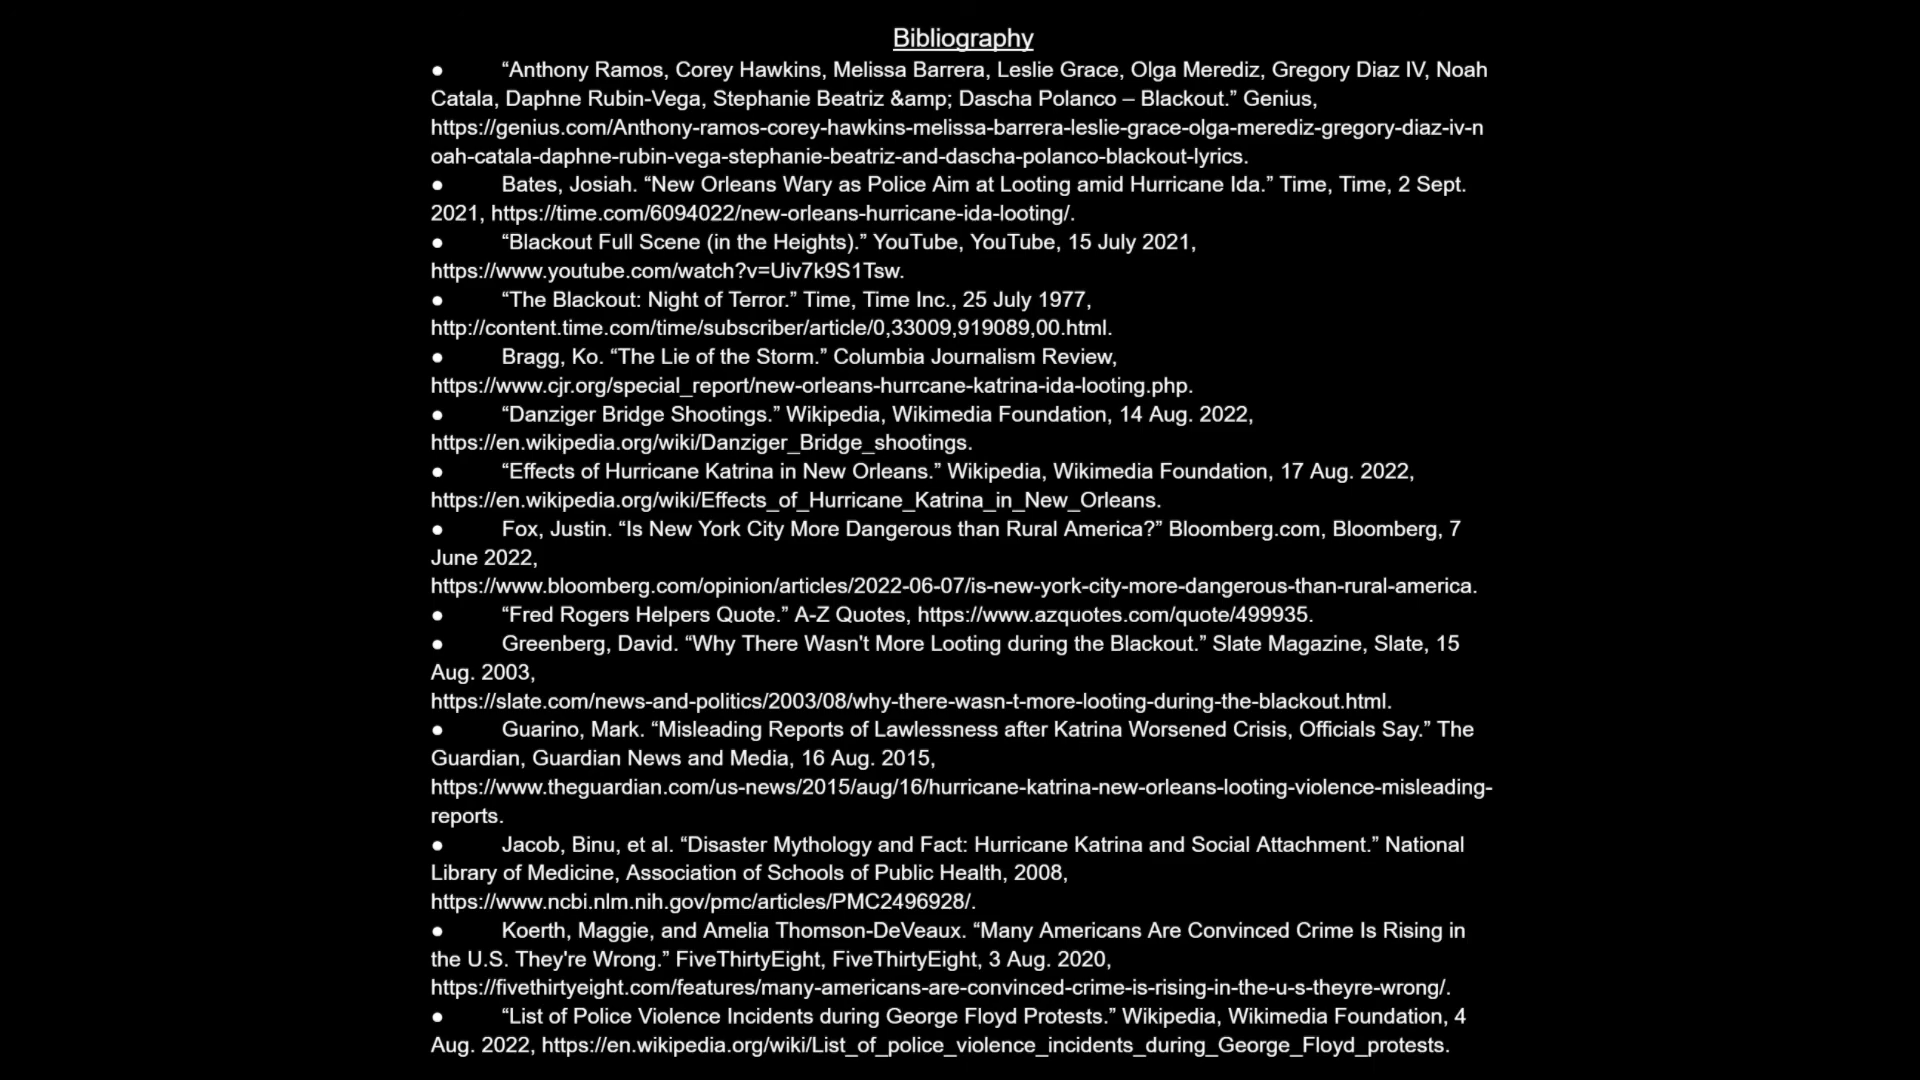 Bibliography
● “Anthony Ramos, Corey Hawkins, Melissa Barrera, Leslie Grace, Olga Merediz, Gregory Diaz IV, Noah
Catala, Daphne Rubin-Vega, Stephanie Beatriz &amp; Dascha Polanco – Blackout.” Genius,
https://genius.com/Anthony-ramos-corey-hawkins-melissa-barrera-leslie-grace-olga-merediz-gregory-diaz-iv-n
oah-catala-daphne-rubin-vega-stephanie-beatriz-and-dascha-polanco-blackout-lyrics.
● Bates, Josiah. “New Orleans Wary as Police Aim at Looting amid Hurricane Ida.” Time, Time, 2 Sept.
2021, https://time.com/6094022/new-orleans-hurricane-ida-looting/.
● “Blackout Full Scene (in the Heights).” YouTube, YouTube, 15 July 2021,
https://www.youtube.com/watch?v=Uiv7k9S1Tsw.
● “The Blackout: Night of Terror.” Time, Time Inc., 25 July 1977,
http://content.time.com/time/subscriber/article/0,33009,919089,00.html.
● Bragg, Ko. “The Lie of the Storm.” Columbia Journalism Review,
https://www.cjr.org/special_report/new-orleans-hurrcane-katrina-ida-looting.php.
● “Danziger Bridge Shootings.” Wikipedia, Wikimedia Foundation, 14 Aug. 2022,
https://en.wikipedia.org/wiki/Danziger_Bridge_shootings.
● “Effects of Hurricane Katrina in New Orleans.” Wikipedia, Wikimedia Foundation, 17 Aug. 2022,
https://en.wikipedia.org/wiki/Effects_of_Hurricane_Katrina_in_New_Orleans.
● Fox, Justin. “Is New York City More Dangerous than Rural America?” Bloomberg.com, Bloomberg, 7
June 2022,
https://www.bloomberg.com/opinion/articles/2022-06-07/is-new-york-city-more-dangerous-than-rural-america.
● “Fred Rogers Helpers Quote.” A-Z Quotes, https://www.azquotes.com/quote/499935.
● Greenberg, David. “Why There Wasn't More Looting during the Blackout.” Slate Magazine, Slate, 15
Aug. 2003,
https://slate.com/news-and-politics/2003/08/why-there-wasn-t-more-looting-during-the-blackout.html.
● Guarino, Mark. “Misleading Reports of Lawlessness after Katrina Worsened Crisis, Officials Say.” The
Guardian, Guardian News and Media, 16 Aug. 2015,
https://www.theguardian.com/us-news/2015/aug/16/hurricane-katrina-new-orleans-looting-violence-misleading-
reports.
● Jacob, Binu, et al. “Disaster Mythology and Fact: Hurricane Katrina and Social Attachment.” National
Library of Medicine, Association of Schools of Public Health, 2008,
https://www.ncbi.nlm.nih.gov/pmc/articles/PMC2496928/.
● Koerth, Maggie, and Amelia Thomson-DeVeaux. “Many Americans Are Convinced Crime Is Rising in
the U.S. They're Wrong.” FiveThirtyEight, FiveThirtyEight, 3 Aug. 2020,
https://fivethirtyeight.com/features/many-americans-are-convinced-crime-is-rising-in-the-u-s-theyre-wrong/.
● “List of Police Violence Incidents during George Floyd Protests.” Wikipedia, Wikimedia Foundation, 4
Aug. 2022, https://en.wikipedia.org/wiki/List_of_police_violence_incidents_during_George_Floyd_protests.